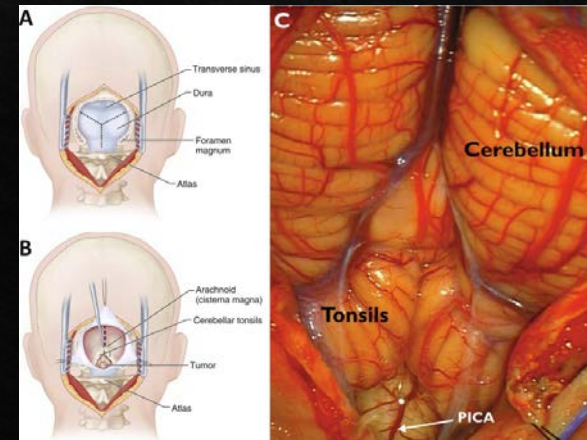 A
Transverse sinus
Dura
Foramen
magnum
Atlas
B
Arachnoid
(cisterna magna)
Cerebellar tonsils
Tumor
Atlas
C
Cerebellum
Tonsils
*
PICA